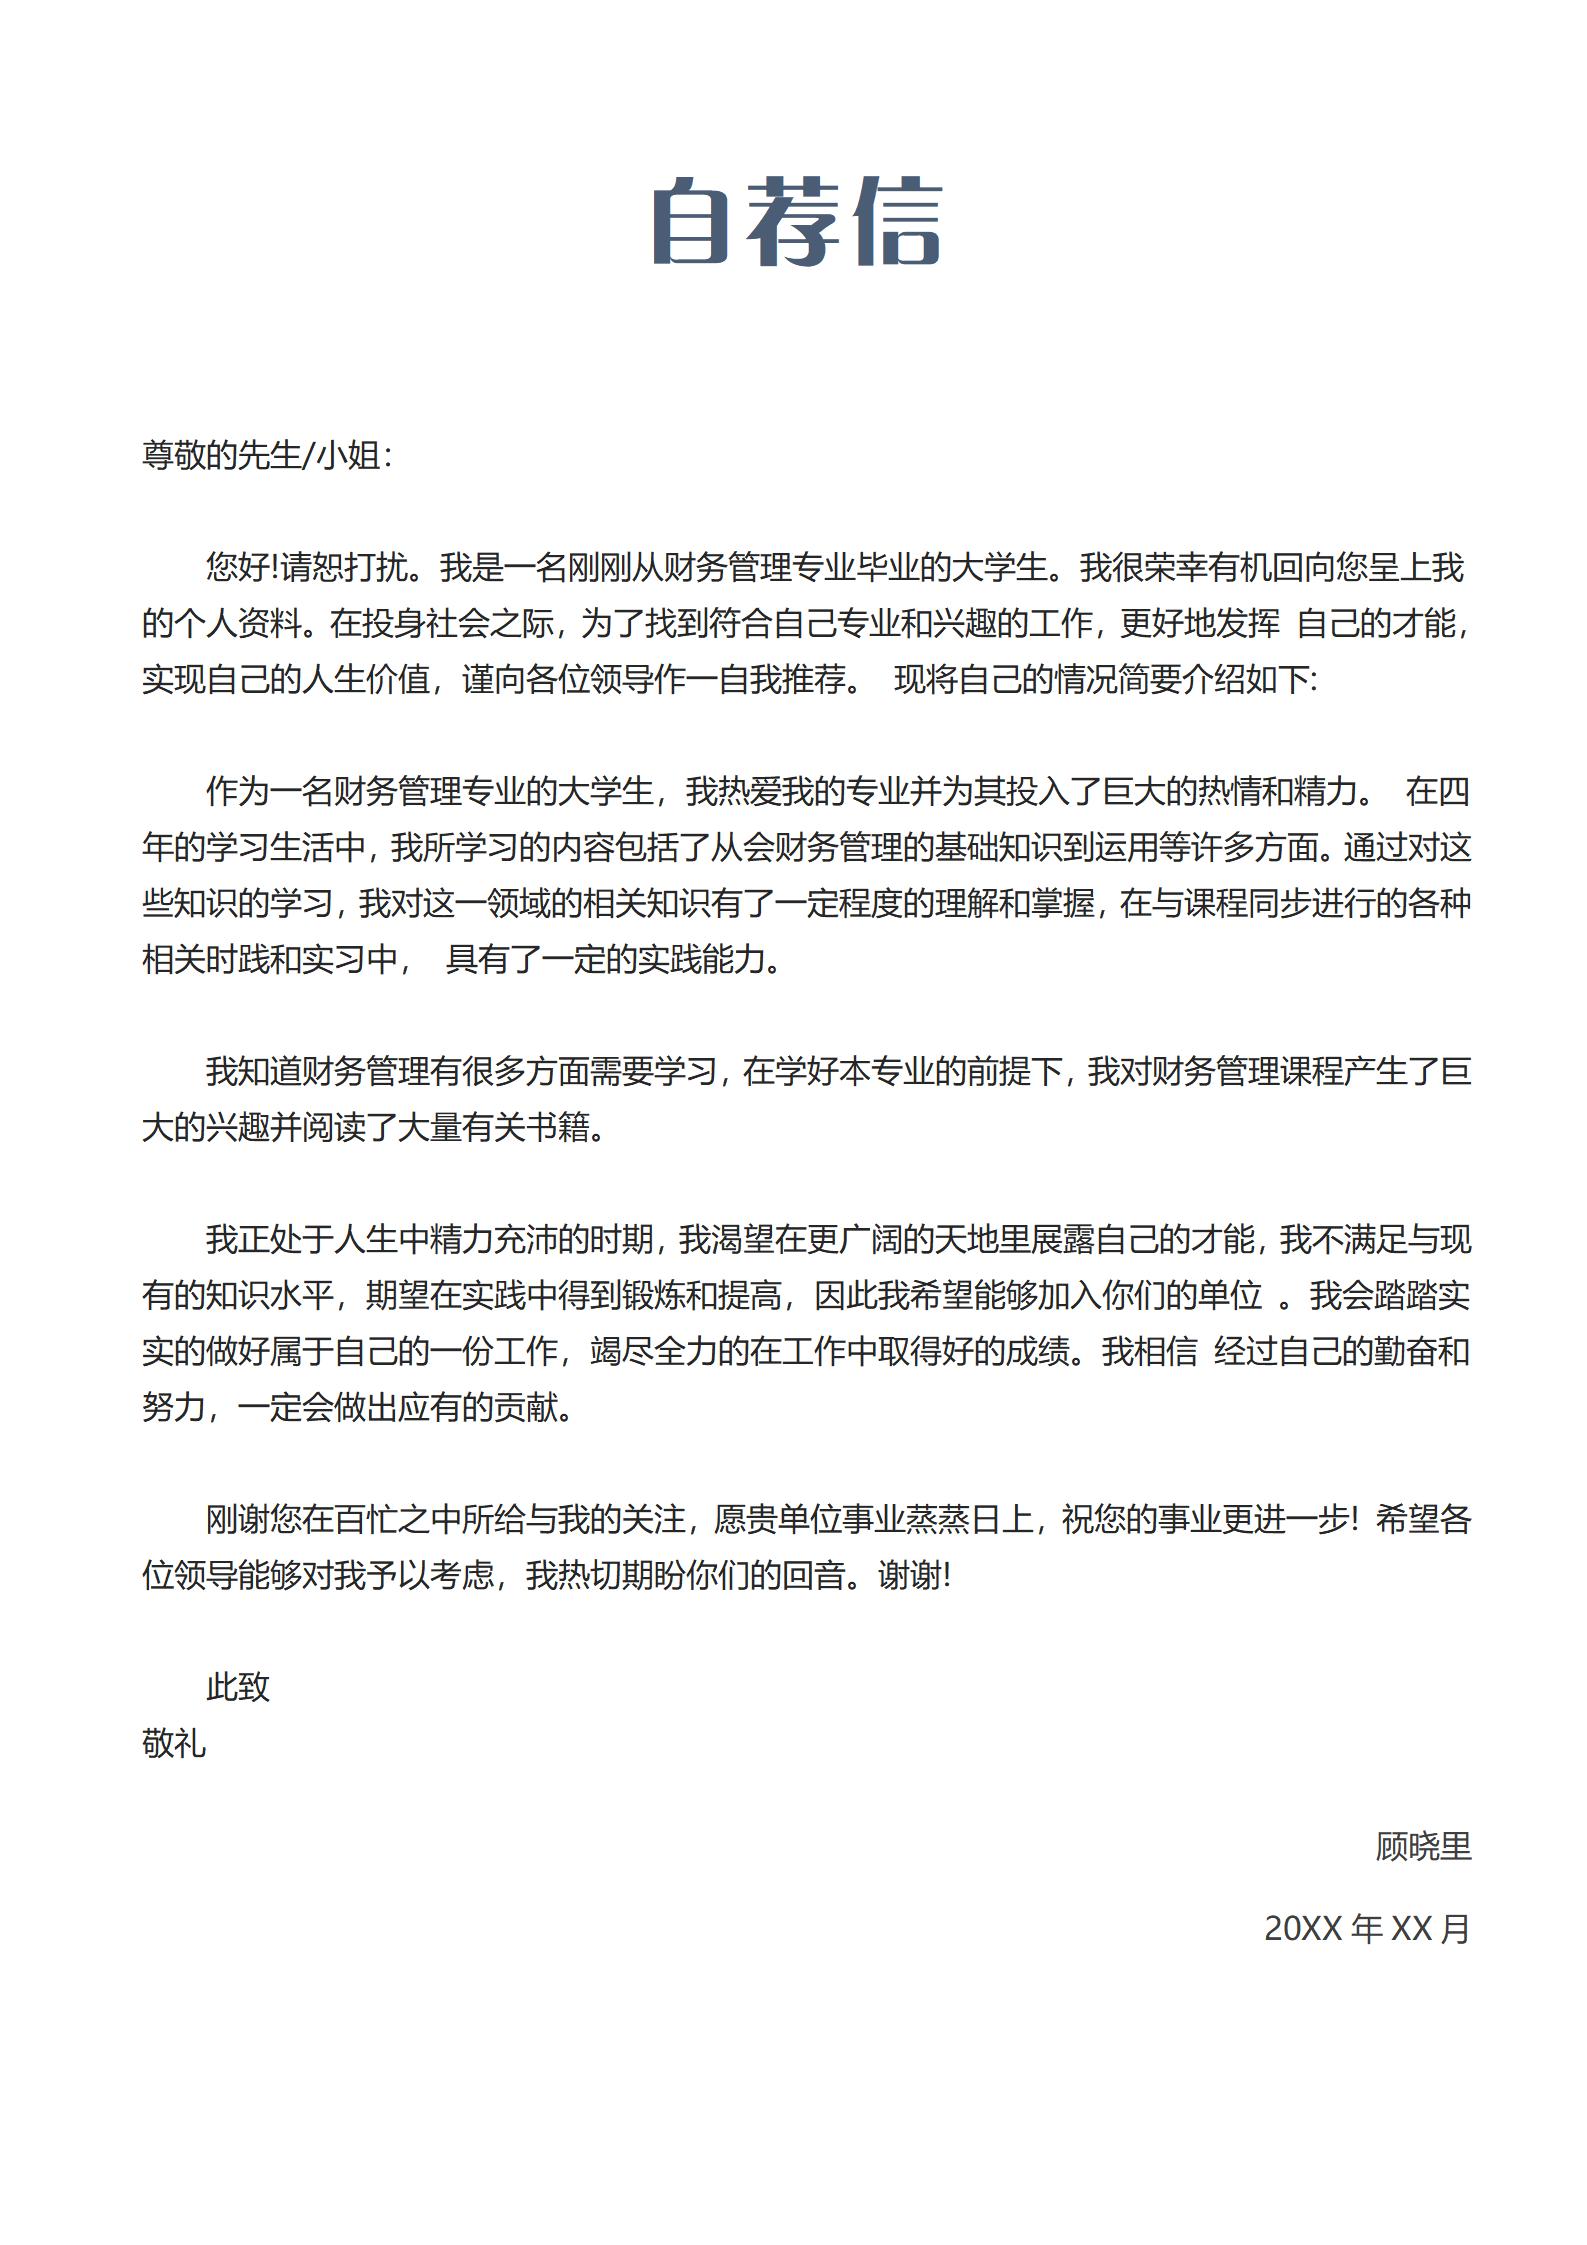 自荐信
尊敬的先生/小姐：
您好!请恕打扰。我是一名刚刚从财务管理专业毕业的大学生。我很荣幸有机回向您呈上我
的个人资料。在投身社会之际，为了找到符合自己专业和兴趣的工作，更好地发挥 自己的才能，
实现自己的人生价值，谨向各位领导作一自我推荐。 现将自己的情况简要介绍如下:
作为一名财务管理专业的大学生，我热爱我的专业并为其投入了巨大的热情和精力。 在四
年的学习生活中，我所学习的内容包括了从会财务管理的基础知识到运用等许多方面。通过对这
些知识的学习，我对这一领域的相关知识有了一定程度的理解和掌握，在与课程同步进行的各种
相关时践和实习中， 具有了一定的实践能力。
我知道财务管理有很多方面需要学习，在学好本专业的前提下，我对财务管理课程产生了巨
大的兴趣并阅读了大量有关书籍。
我正处于人生中精力充沛的时期，我渴望在更广阔的天地里展露自己的才能，我不满足与现
有的知识水平，期望在实践中得到锻炼和提高，因此我希望能够加入你们的单位 。我会踏踏实
实的做好属于自己的一份工作，竭尽全力的在工作中取得好的成绩。我相信 经过自己的勤奋和
努力，一定会做出应有的贡献。
刚谢您在百忙之中所给与我的关注，愿贵单位事业蒸蒸日上，祝您的事业更进一步！希望各
位领导能够对我予以考虑，我热切期盼你们的回音。谢谢!
此致
敬礼
顾晓里
20XX 年 XX 月